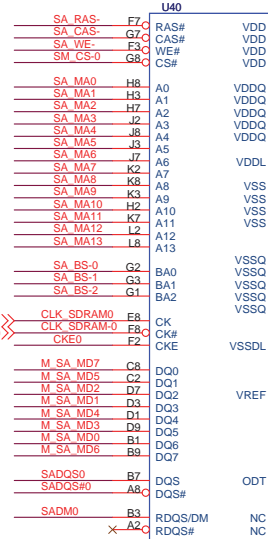 U40
SA_RAS- F7 RAS# VDD
SA_CAS- G7 CAS# VDD
SA_WE- F3 WE# VDD
SM_CS-0 G8 CS# VDD
SA_MA0 H8 A0 VDDQ
SA_MA1 H3 A1 VDDQ
SA_MA2 H7 A2 VDDQ
SA_MA3 J2 A3 VDDQ
SA_MA4 J8 A4 VDDQ
SA_MA5 J3 A5
SA_MA6 J7 A6 VDDL
SA_MA7 K2 A7
SA_MA8 K8 A8 VSS
SA_MA9 K3 A9 VSS
SA_MA10 H2 A10 VSS
SA_MA11 K7 A11 VSS
SA_MA12 L2 A12
SA_MA13 L8 A13
VSSQ
SA_BS-0 G2 BA0 VSSQ
SA_BS-1 G3 BA1 VSSQ
SA_BS-2 G1 BA2 VSSQ
VSSQ
CLK_SDRAM0 E8 CK
CLK_SDRAM-0 F8 CK#
CKE0 F2 CKE VSSDL
M_SA_MD7 C8 DQ0
M_SA_MD5 C2 DQ1
M_SA_MD2 D7 DQ2 VREF
M_SA_MD1 D3 DQ3
M_SA_MD4 D1 DQ4
M_SA_MD3 D9 DQ5
M_SA_MD0 B1 DQ6
M_SA_MD6 B9 DQ7
SADQS0 B7 DQS ODT
SADQS#0 A8 DQS#
SADM0 B3 RDQS/DM NC
A2 RDQS# NC